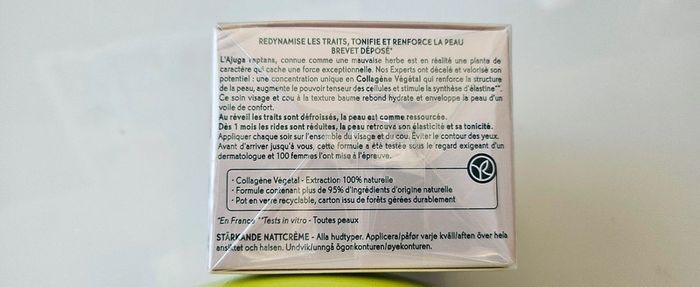 REDYNAMISE LES TRAITS, TONIFIE ET RENFORCE LA PEAU
BREVET DÉPOSÉ*
L'Ajuga reptans, connue comme une mauvaise herbe est en réalité une plante de
caractère qui cache une force exceptionnelle. Nos Experts ont décelé et valorisé son
potentiel : une concentration unique en Collagène Végétal qui renforce la structure
de la peau, augmente le pouvoir tenseur des cellules et stimule la synthèse d'élastine**.
Ce soin visage et cou à la texture baume rebond hydrate et enveloppe la peau d'un
voile de confort.
Au réveil les traits sont défroissés, la peau est comme ressourcée.
Dès 1 mois les rides sont réduites, la peau retrouve son élasticité et sa tonicité.
Appliquer chaque soir sur l'ensemble du visage et du cou. Éviter le contour des yeux.
Avant d'arriver jusqu'à vous, cette formule a été testée sous le regard exigeant d'un
dermatologue et 100 femmes l'ont mise à l'épreuve.
• Collagène Végétal - Extraction 100% naturelle
• Formule contenant plus de 95% d'ingrédients d'origine naturelle
• Pot en verre recyclable, carton issu de forêts gérées durablement
*En France **Tests in vitro - Toutes peaux
STÄRKANDE NATTCRÈME - Alla hudtyper. Applicera/påfør varje kväll/aften över hela
ansiktet och halsen. Undvik/unngå ögonkonturen/øyekonturen.